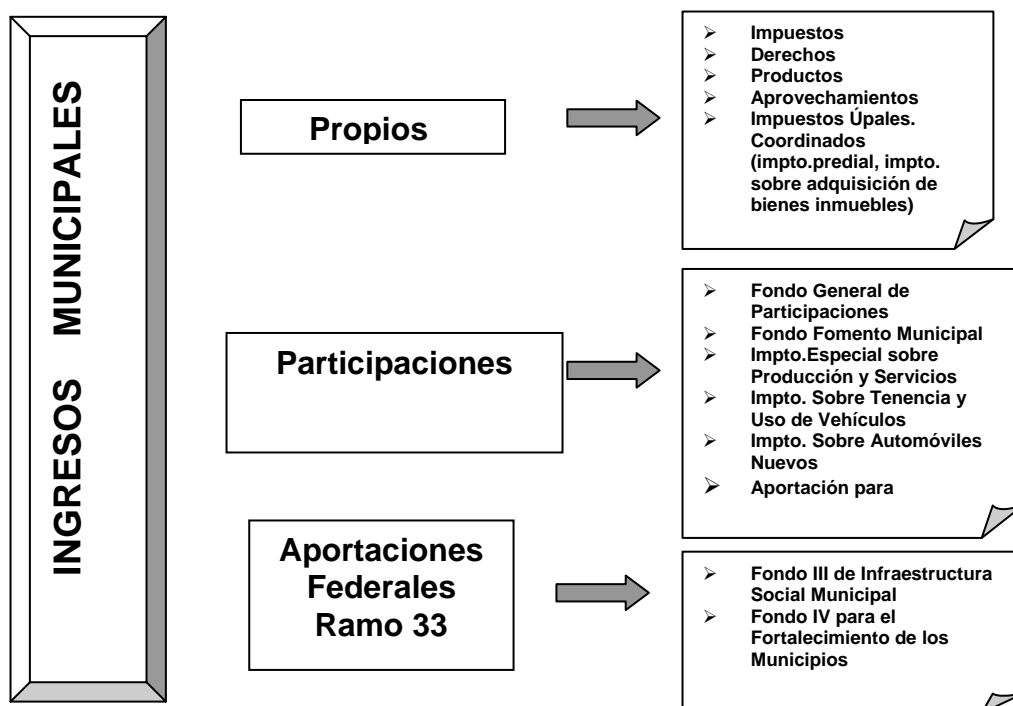 INGRESOS MUNICIPALES
Propios
➢ Impuestos
➢ Derechos
➢ Productos
➢ Aprovechamientos
➢ Impuestos Úpales.
Coordinados
(impto.predial, impto.
sobre adquisición de
bienes inmuebles)
Participaciones
➢ Fondo General de
Participaciones
➢ Fondo Fomento Municipal
➢ Impto.Especial sobre
Producción y Servicios
➢ Impto. Sobre Tenencia y
Uso de Vehículos
➢ Impto. Sobre Automóviles
Nuevos
➢ Aportación para
Aportaciones
Federales
Ramo 33
➢ Fondo III de Infraestructura
Social Municipal
➢ Fondo IV para el
Fortalecimiento de los
Municipios